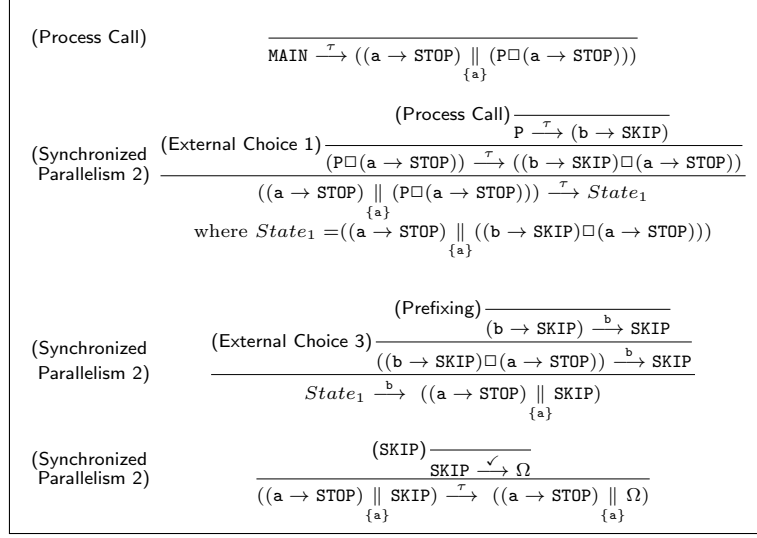 (Process Call)
MAIN —τ→ ((a → STOP) ‖{a} (P□(a → STOP)))
(Process Call)
P —τ→ (b → SKIP)
(External Choice 1)
(P□(a → STOP)) —τ→ ((b → SKIP)□(a → STOP))
(Synchronized
Parallelism 2)
((a → STOP) ‖{a} (P□(a → STOP))) —τ→ State₁
where State₁ =((a → STOP) ‖{a} ((b → SKIP)□(a → STOP)))
(Prefixing)
(b → SKIP) —b→ SKIP
(External Choice 3)
((b → SKIP)□(a → STOP)) —b→ SKIP
(Synchronized
Parallelism 2)
State₁ —b→ ((a → STOP) ‖{a} SKIP)
(SKIP)
SKIP —✓→ Ω
(Synchronized
Parallelism 2)
((a → STOP) ‖{a} SKIP) —τ→ ((a → STOP) ‖{a} Ω)